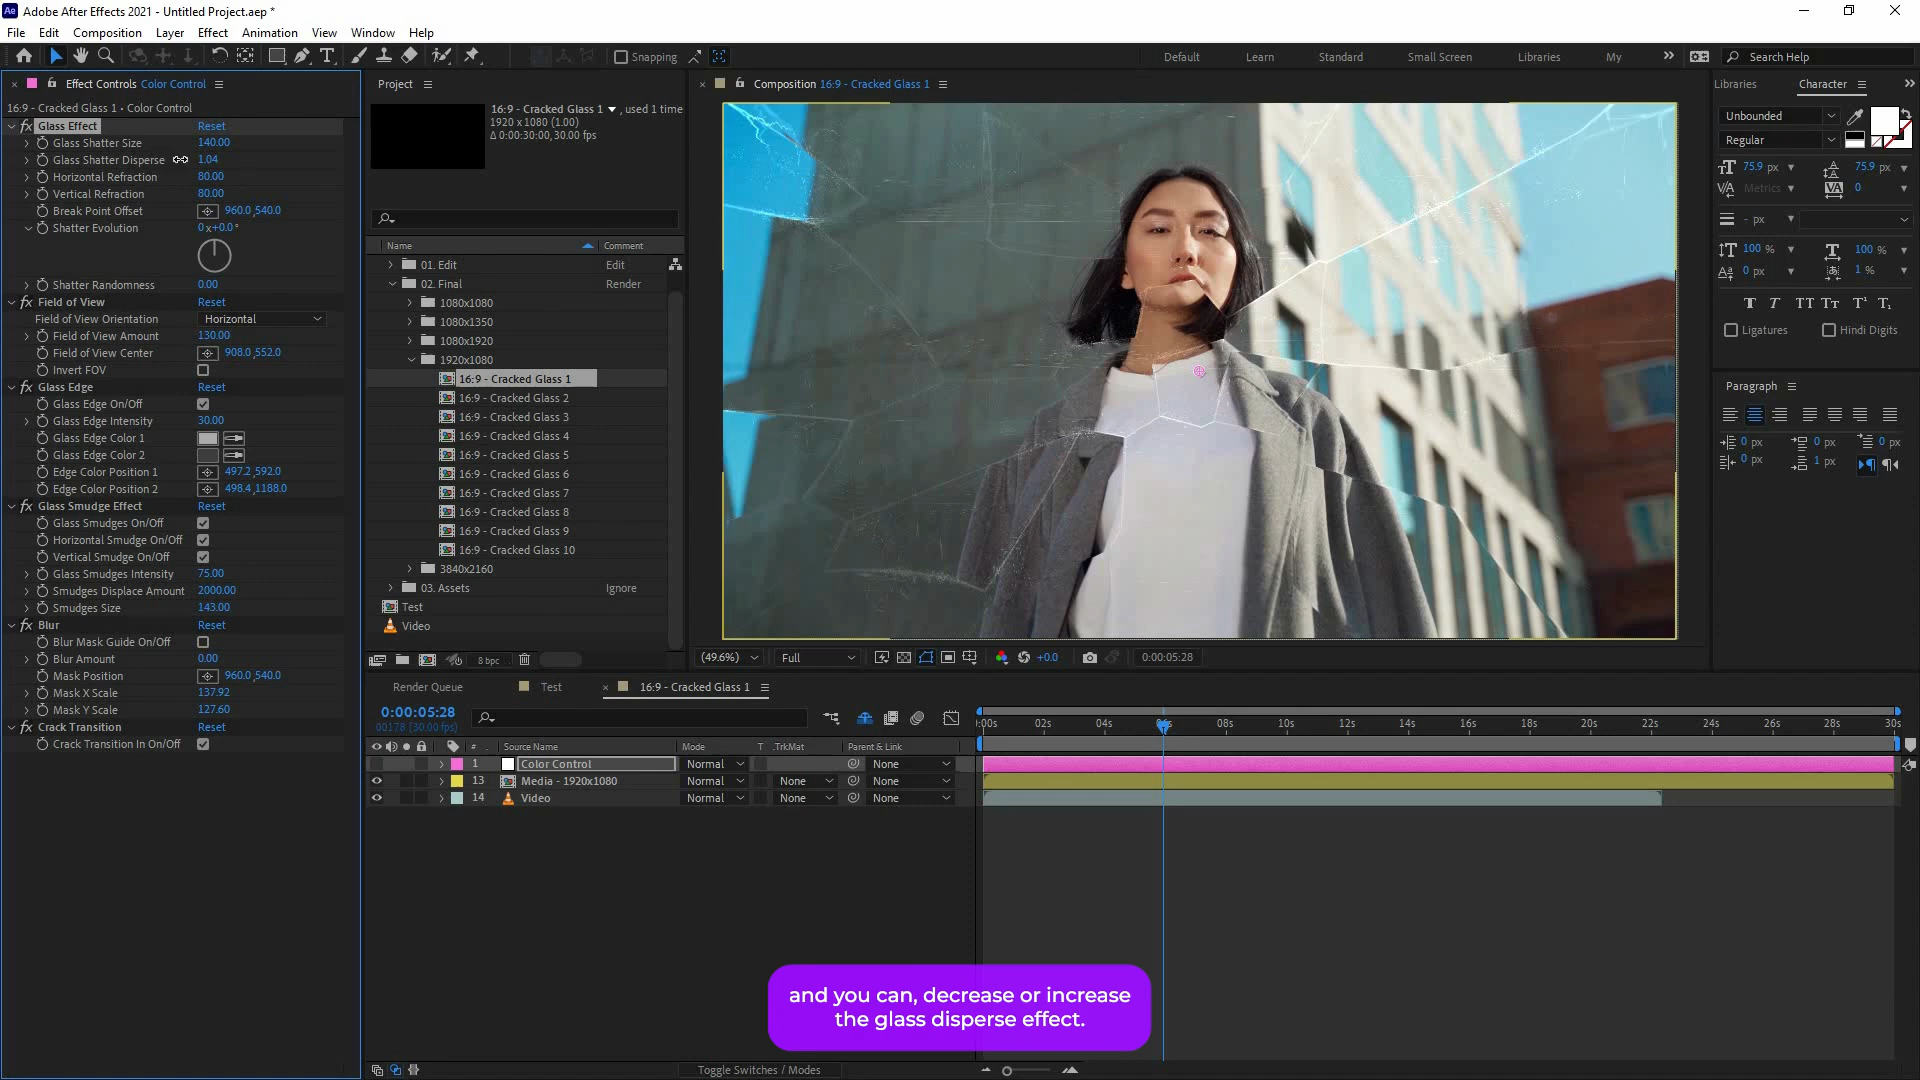 Ae Adobe After Effects 2021 - Untitled Project.aep *
File Edit Composition Layer Effect Animation View Window Help
Snapping
Default Learn Standard Small Screen Libraries My
Search Help
Effect Controls Color Control
16:9 - Cracked Glass 1 • Color Control
fx Glass Effect Reset
Glass Shatter Size 140.00
Glass Shatter Disperse 1.04
Horizontal Refraction 80.00
Vertical Refraction 80.00
Break Point Offset 960.0,540.0
Shatter Evolution 0x+0.0°
Shatter Randomness 0.00
fx Field of View Reset
Field of View Orientation Horizontal
Field of View Amount 130.00
Field of View Center 908.0,552.0
Invert FOV
fx Glass Edge Reset
Glass Edge On/Off
Glass Edge Intensity 30.00
Glass Edge Color 1
Glass Edge Color 2
Edge Color Position 1 497.2,592.0
Edge Color Position 2 498.4,1188.0
fx Glass Smudge Effect Reset
Glass Smudges On/Off
Horizontal Smudge On/Off
Vertical Smudge On/Off
Glass Smudges Intensity 75.00
Smudges Displace Amount 2000.00
Smudges Size 143.00
fx Blur Reset
Blur Mask Guide On/Off
Blur Amount 0.00
Mask Position 960.0,540.0
Mask X Scale 137.92
Mask Y Scale 127.60
fx Crack Transition Reset
Crack Transition In On/Off
Project
16:9 - Cracked Glass 1 , used 1 time
1920 x 1080 (1.00)
Δ 0:00:30:00, 30.00 fps
Name Comment
01. Edit Edit
02. Final Render
1080x1080
1080x1350
1080x1920
1920x1080
16:9 - Cracked Glass 1
16:9 - Cracked Glass 2
16:9 - Cracked Glass 3
16:9 - Cracked Glass 4
16:9 - Cracked Glass 5
16:9 - Cracked Glass 6
16:9 - Cracked Glass 7
16:9 - Cracked Glass 8
16:9 - Cracked Glass 9
16:9 - Cracked Glass 10
3840x2160
03. Assets Ignore
Test
Video
8 bpc
Composition 16:9 - Cracked Glass 1
(49.6%) Full +0.0 0:00:05:28
Libraries Character
Unbounded
Regular
75.9 px 75.9 px
Metrics 0
- px
100 % 100 %
0 px 1 %
T T TT Tt T¹ T₁
Ligatures Hindi Digits
Paragraph
0 px 0 px 0 px
0 px 1 px
Render Queue Test 16:9 - Cracked Glass 1
0:00:05:28
00178 (30.00 fps)
:00s 02s 04s 06s 08s 10s 12s 14s 16s 18s 20s 22s 24s 26s 28s 30s
# Source Name Mode T .TrkMat Parent & Link
1 Color Control Normal None
13 Media - 1920x1080 Normal None None
14 Video Normal None None
and you can, decrease or increase
the glass disperse effect.
Toggle Switches / Modes